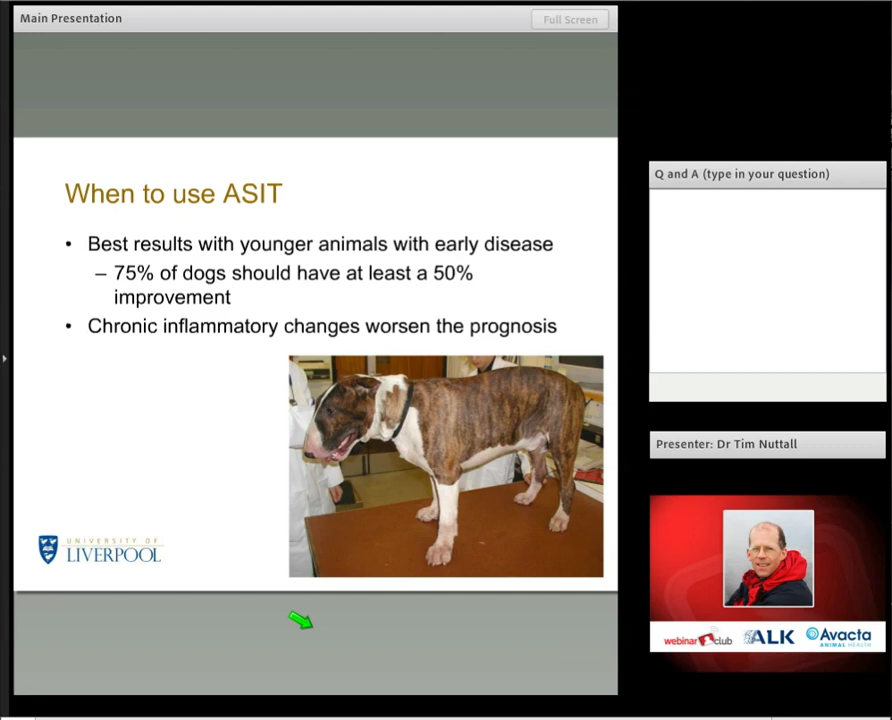 Main Presentation
Full Screen
When to use ASIT
• Best results with younger animals with early disease
– 75% of dogs should have at least a 50%
improvement
• Chronic inflammatory changes worsen the prognosis
UNIVERSITY OF
LIVERPOOL
Q and A (type in your question)
Presenter: Dr Tim Nuttall
webinar club
ALK
Avacta
ANIMAL HEALTH